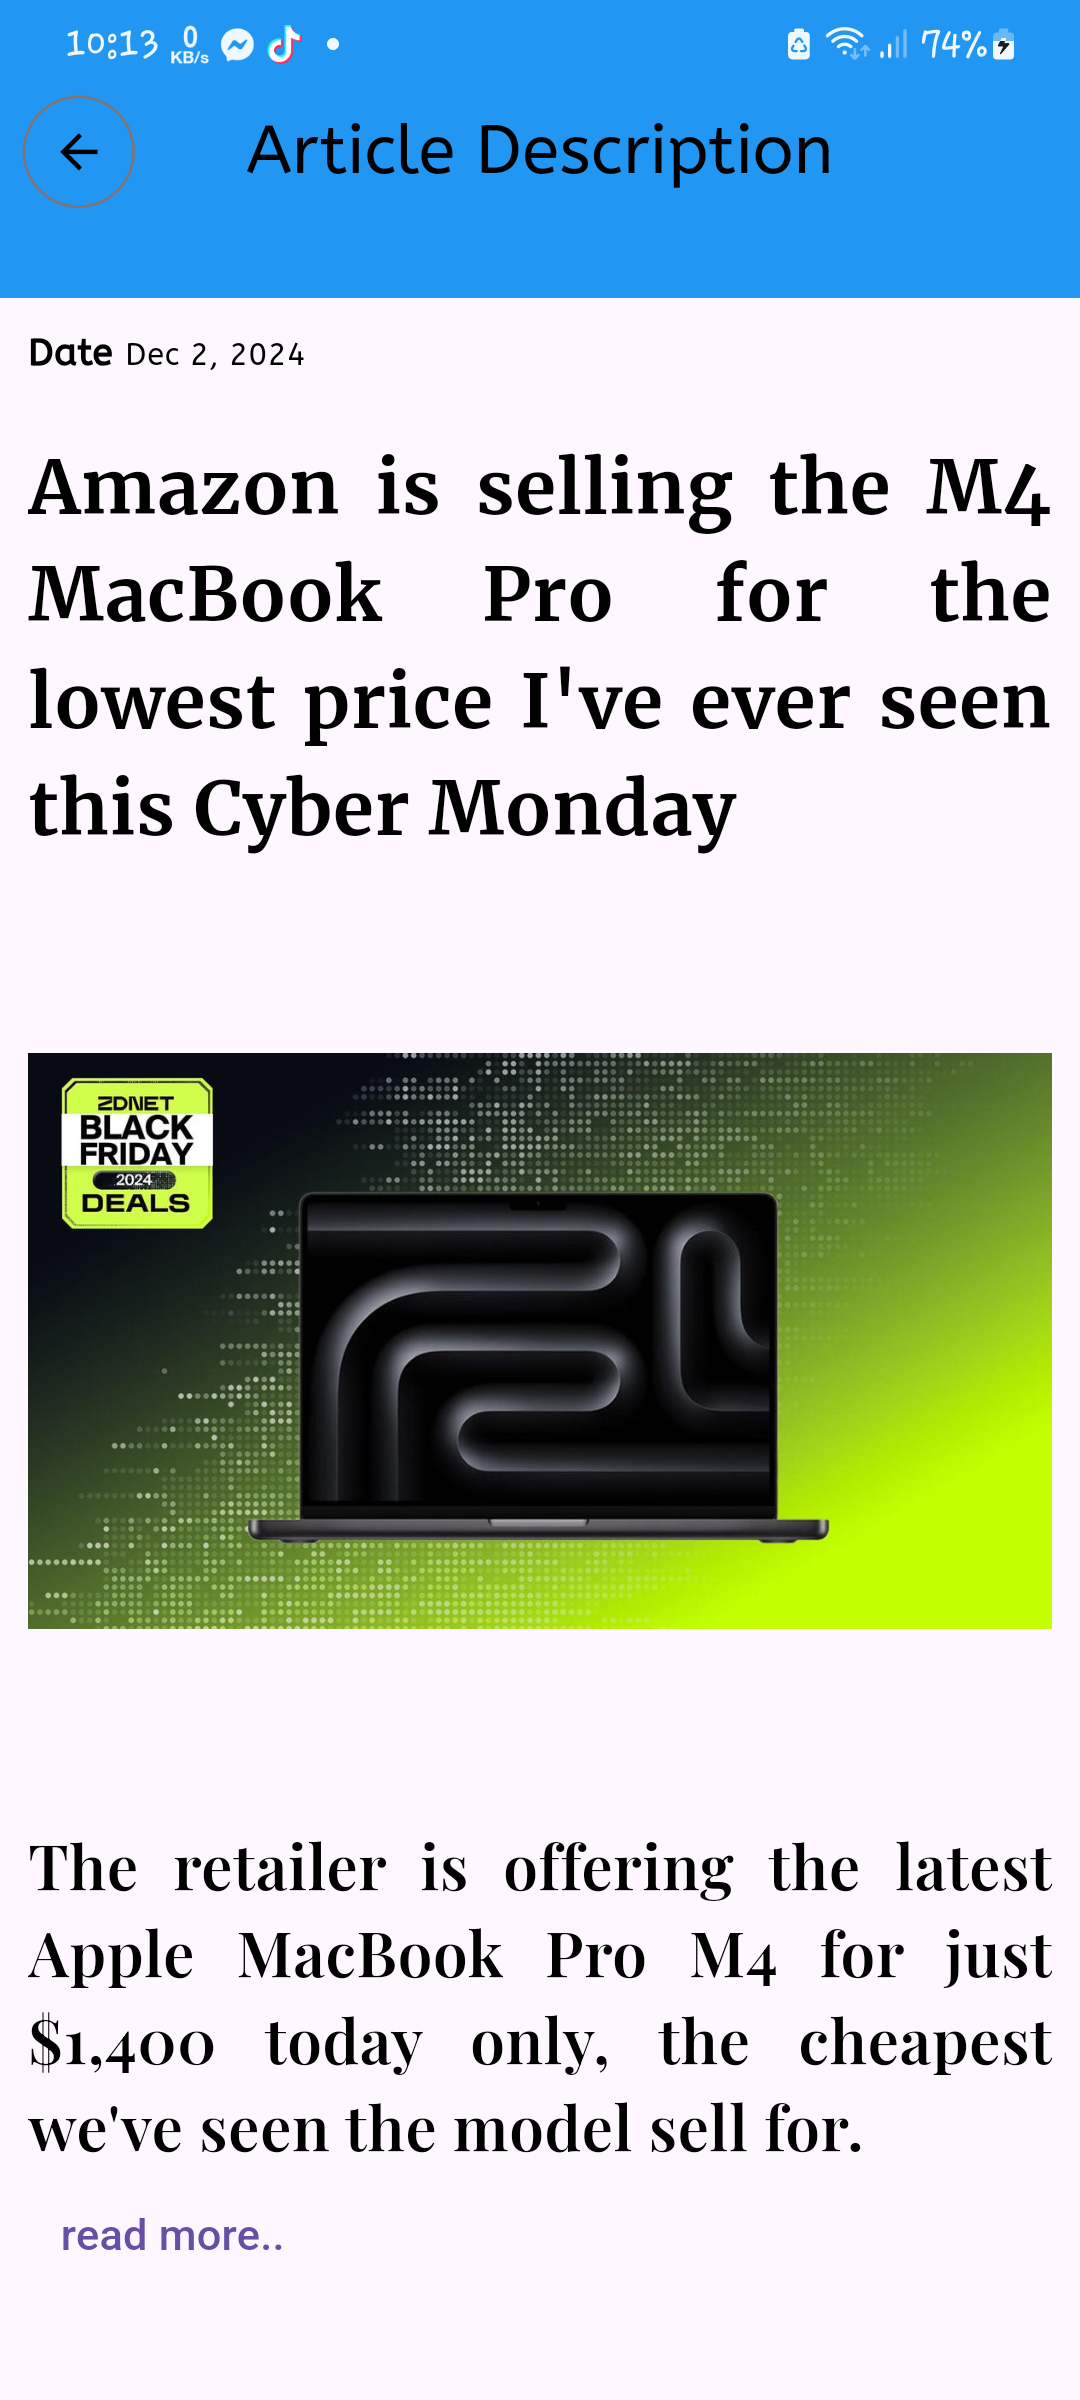 10:13 0 KB/s 74%
Article Description
Date Dec 2, 2024
Amazon is selling the M4
MacBook Pro for the
lowest price I've ever seen
this Cyber Monday
ZDNET
BLACK
FRIDAY
2024
DEALS
The retailer is offering the latest
Apple MacBook Pro M4 for just
$1,400 today only, the cheapest
we've seen the model sell for.
read more..